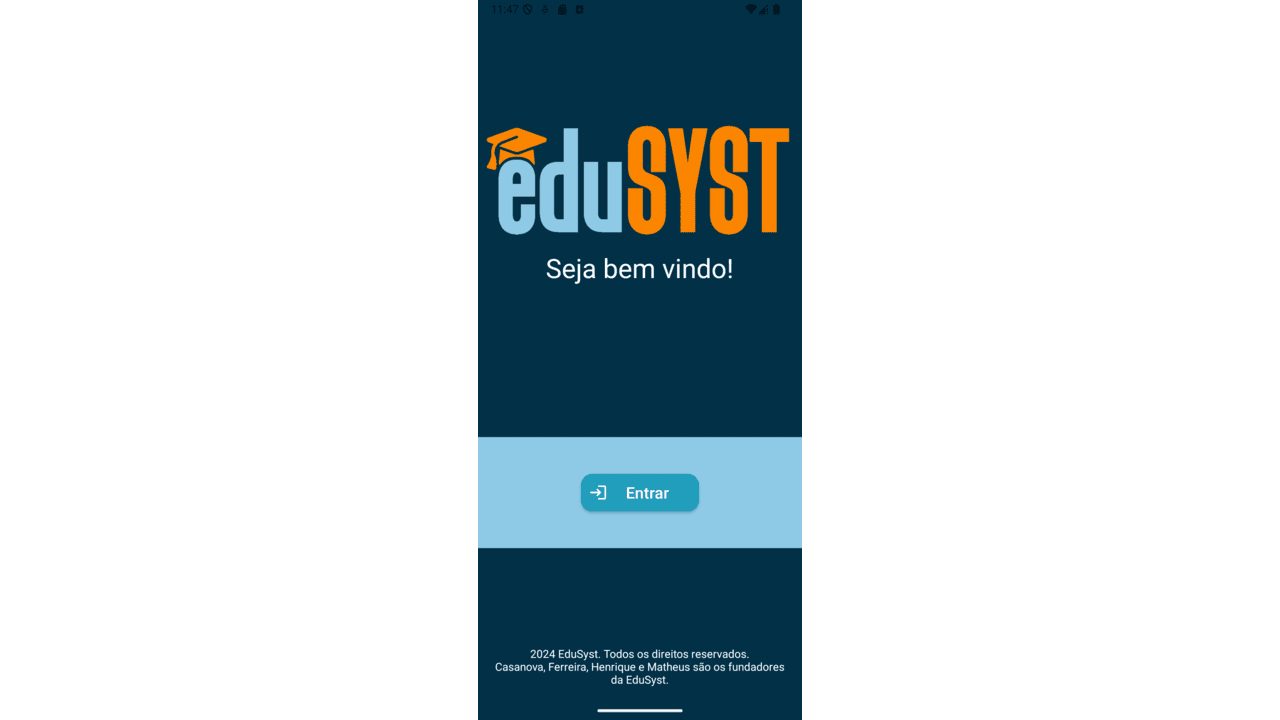 11:47
eduSYST
Seja bem vindo!
Entrar
2024 EduSyst. Todos os direitos reservados.
Casanova, Ferreira, Henrique e Matheus são os fundadores
da EduSyst.